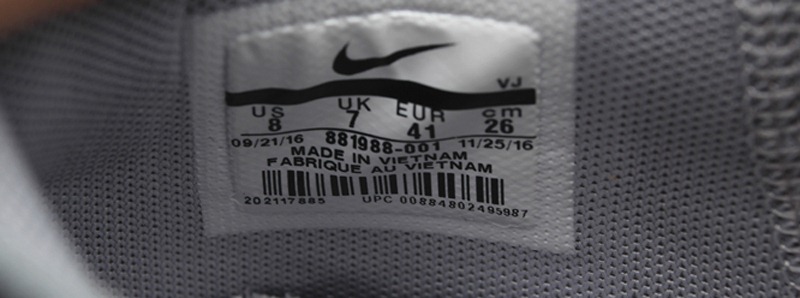 VJ
US UK EUR cm
8 7 41 26
09/21/16 881988-001 11/25/16
MADE IN VIETNAM
FABRIQUE AU VIETNAM
202117885 UPC 00884802495987